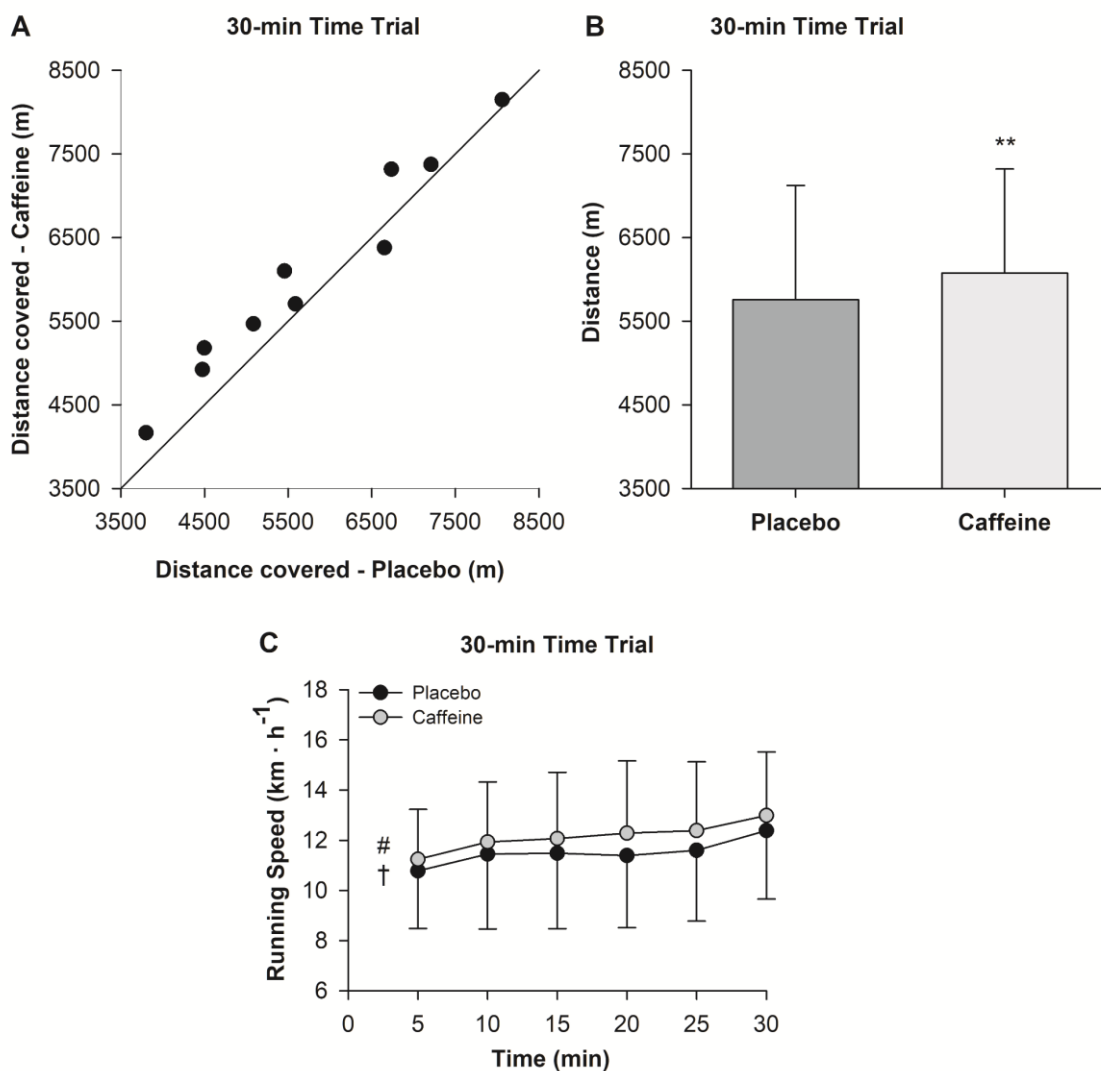 A
30-min Time Trial
8500
7500
6500
5500
4500
3500
Distance covered - Caffeine (m)
3500 4500 5500 6500 7500 8500
Distance covered - Placebo (m)
B
30-min Time Trial
8500
7500
6500
5500
4500
3500
Distance (m)
**
Placebo Caffeine
C
30-min Time Trial
18
16
14
12
10
8
6
Running Speed (km · h⁻¹)
Placebo
Caffeine
#
†
0 5 10 15 20 25 30
Time (min)